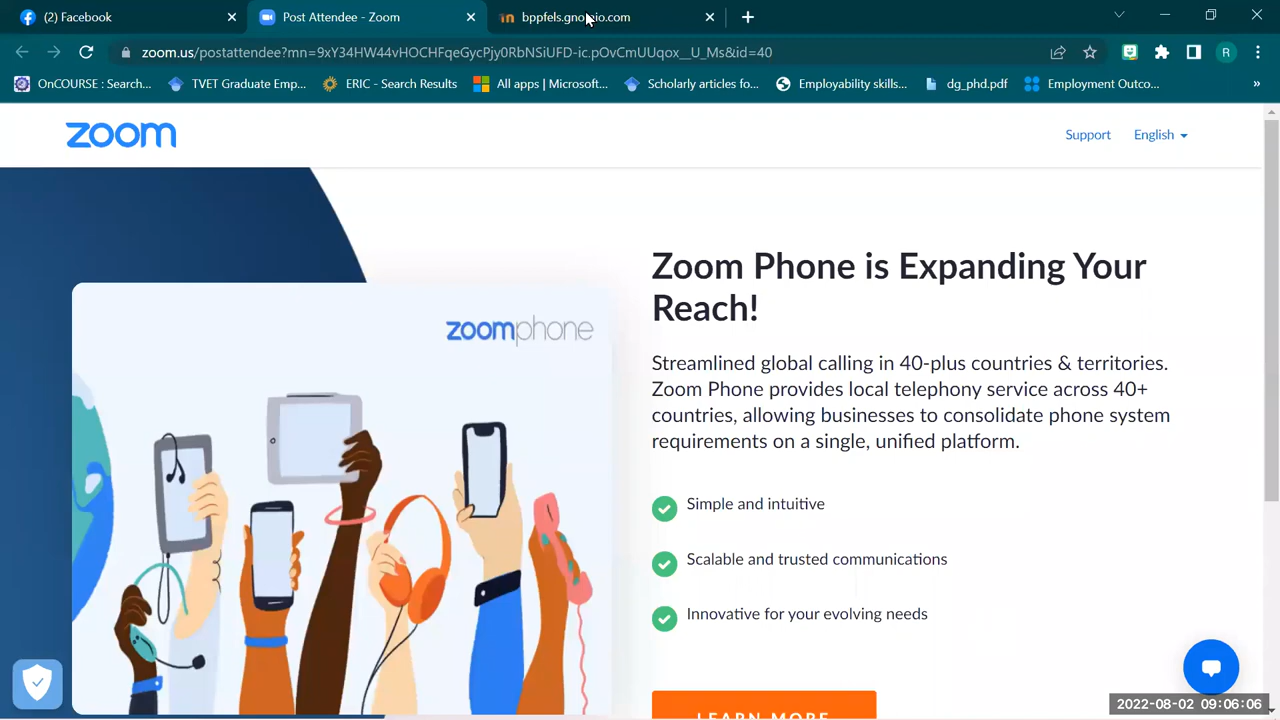 (2) Facebook
Post Attendee - Zoom
zoom.us/postattendee?mn=9xY34HW44vHOCHFqeGycPjy0RbNSiUFD-ic.pOvCmUUqox__U_Ms&id=40
R
OnCOURSE : Search...
TVET Graduate Emp...
ERIC - Search Results
All apps | Microsoft...
Scholarly articles fo...
Employability skills...
dg_phd.pdf
Employment Outco...
»
zoom
Support
English
Zoom Phone is Expanding Your
Reach!
zoomphone
Streamlined global calling in 40-plus countries & territories.
Zoom Phone provides local telephony service across 40+
countries, allowing businesses to consolidate phone system
requirements on a single, unified platform.
Simple and intuitive
Scalable and trusted communications
Innovative for your evolving needs
LEARN MORE
2022-08-02 09:06:06